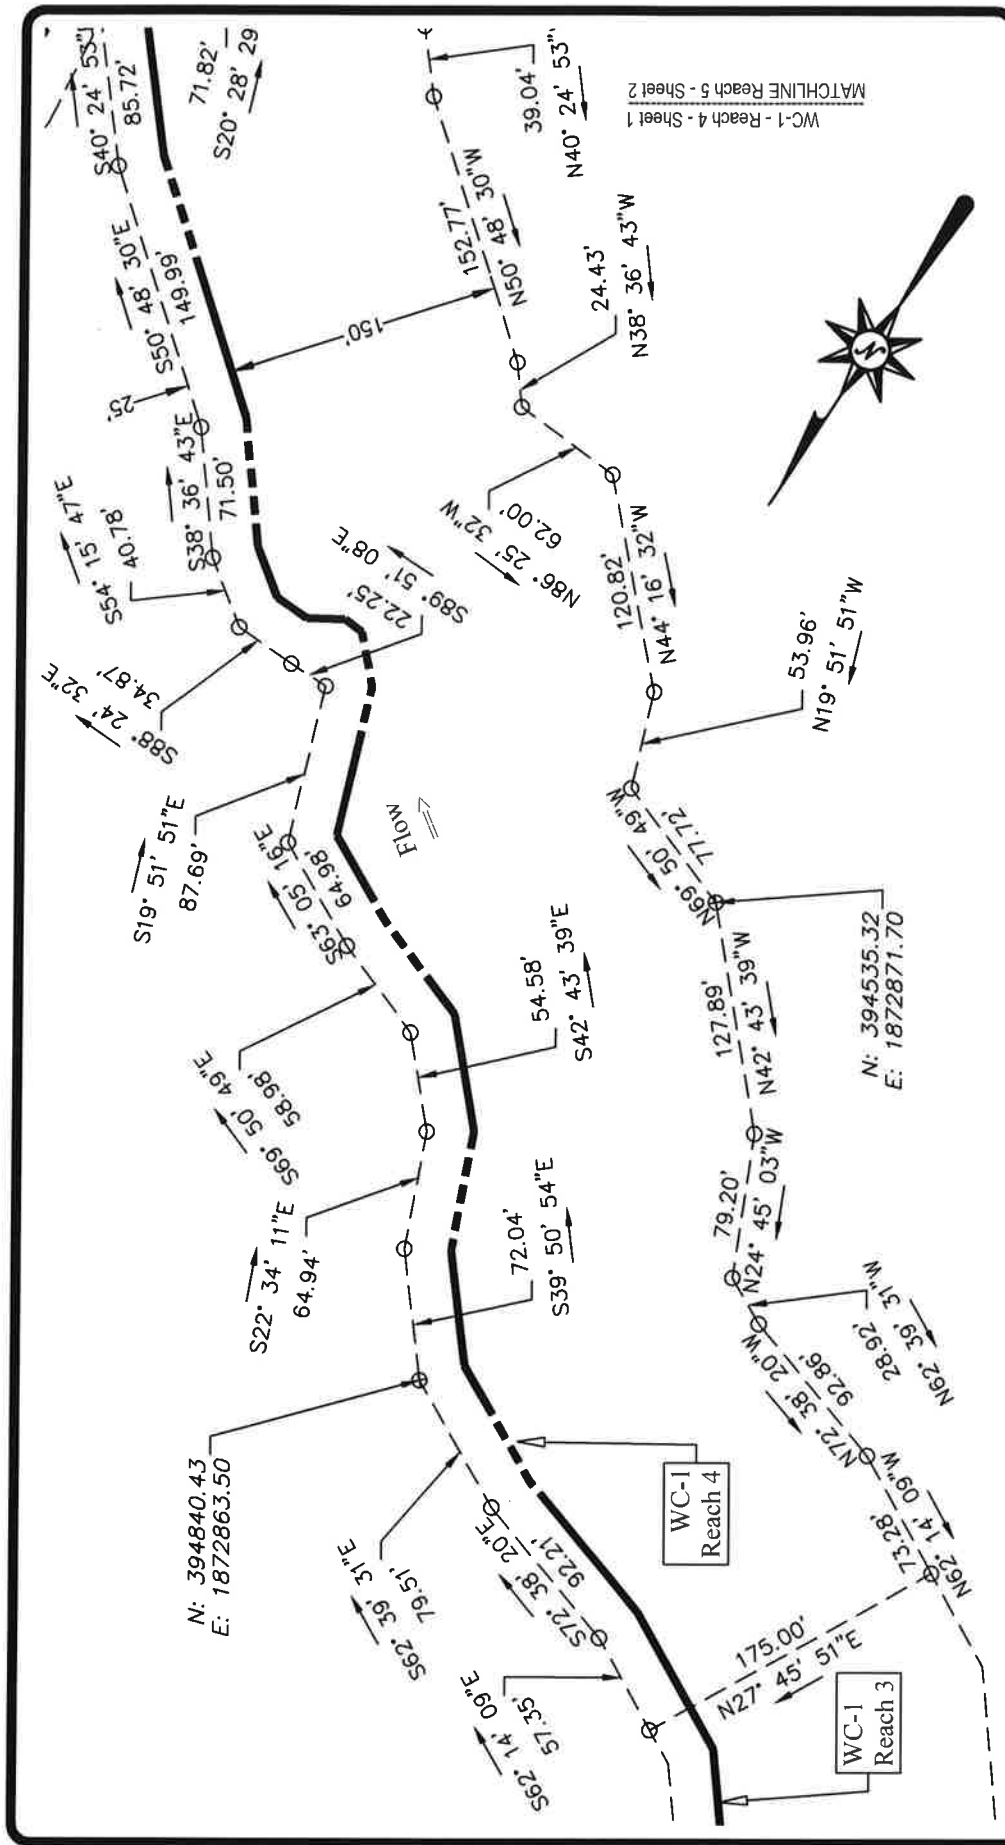 S40° 24' 53"
85.72'
71.82'
S20° 28' 29
39.04'
N40° 24' 53"
WC-1 - Reach 4 - Sheet 1
MATCHLINE Reach 5 - Sheet 2
S50° 48' 30"E
149.99'
25'
150'
152.77'
N50° 48' 30"W
24.43'
N38° 36' 43"W
S38° 36' 43"E
71.50'
S54° 15' 47"E
40.78'
S89° 51' 08"E
22.25'
S88° 24' 32"E
34.87'
N86° 25' 32"W
62.00'
120.82'
N44° 16' 32"W
53.96'
N19° 51' 51"W
N
S19° 51' 51"E
87.69'
Flow
S63° 05' 16"E
64.98'
N69° 50' 49"W
77.72'
S69° 50' 49"E
58.98'
54.58'
S42° 43' 39"E
127.89'
N42° 43' 39"W
N: 394535.32
E: 1872871.70
S22° 34' 11"E
64.94'
72.04'
S39° 50' 54"E
79.20'
N24° 45' 03"W
28.92'
N62° 39' 31"W
N: 394840.43
E: 1872863.50
N72° 38' 20"W
92.86'
S62° 39' 31"E
79.51'
S72° 38' 20"E
92.21'
WC-1
Reach 4
73.28'
N62° 14' 09"W
S62° 14' 09"E
57.35'
175.00'
N27° 45' 51"E
WC-1
Reach 3